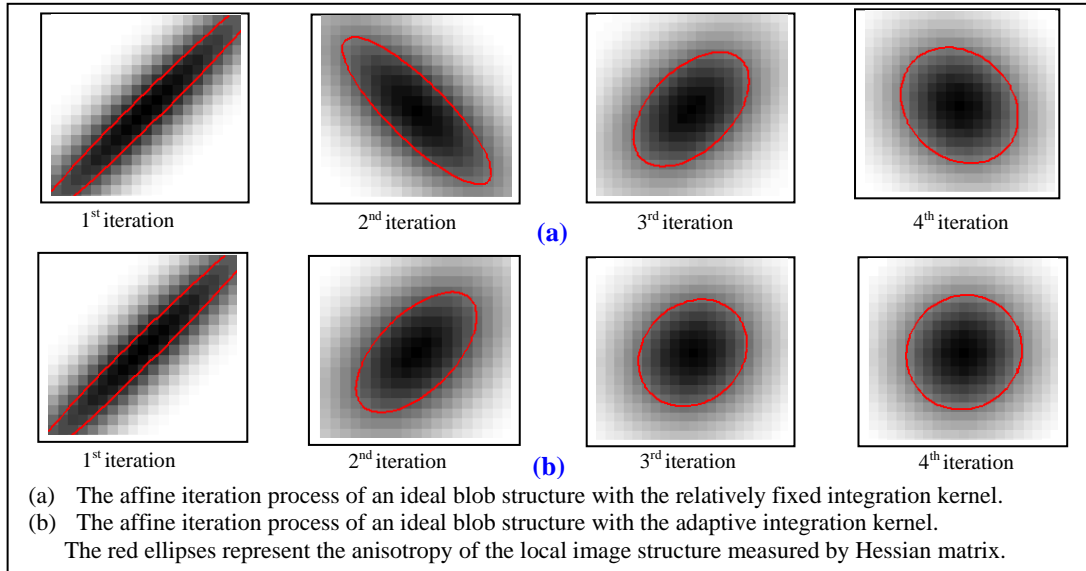 1st iteration 2nd iteration 3rd iteration 4th iteration
(a)
1st iteration 2nd iteration 3rd iteration 4th iteration
(b)
(a) The affine iteration process of an ideal blob structure with the relatively fixed integration kernel.
(b) The affine iteration process of an ideal blob structure with the adaptive integration kernel.
The red ellipses represent the anisotropy of the local image structure measured by Hessian matrix.